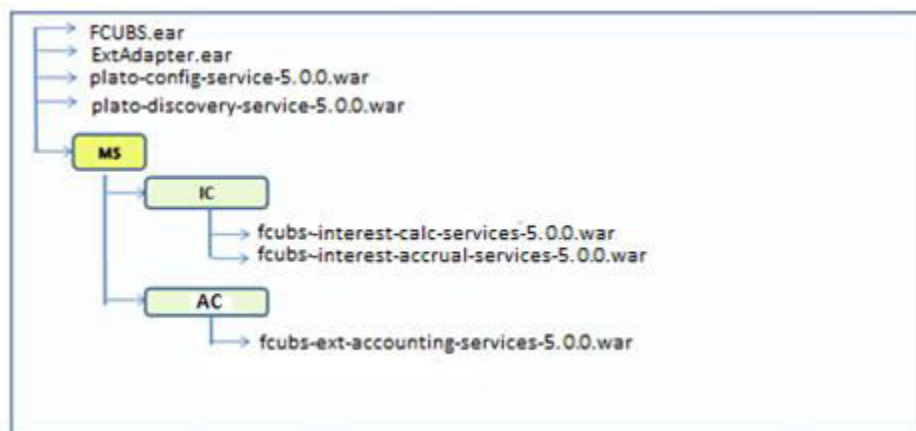 FCUBS.ear
ExtAdapter.ear
plato-config-service-5.0.0.war
plato-discovery-service-5.0.0.war
MS
IC
fcubs~interest-calc-services-5.0.0.war
fcubs~interest-accrual-services-5.0.0.war
AC
fcubs-ext-accounting-services-5.0.0.war